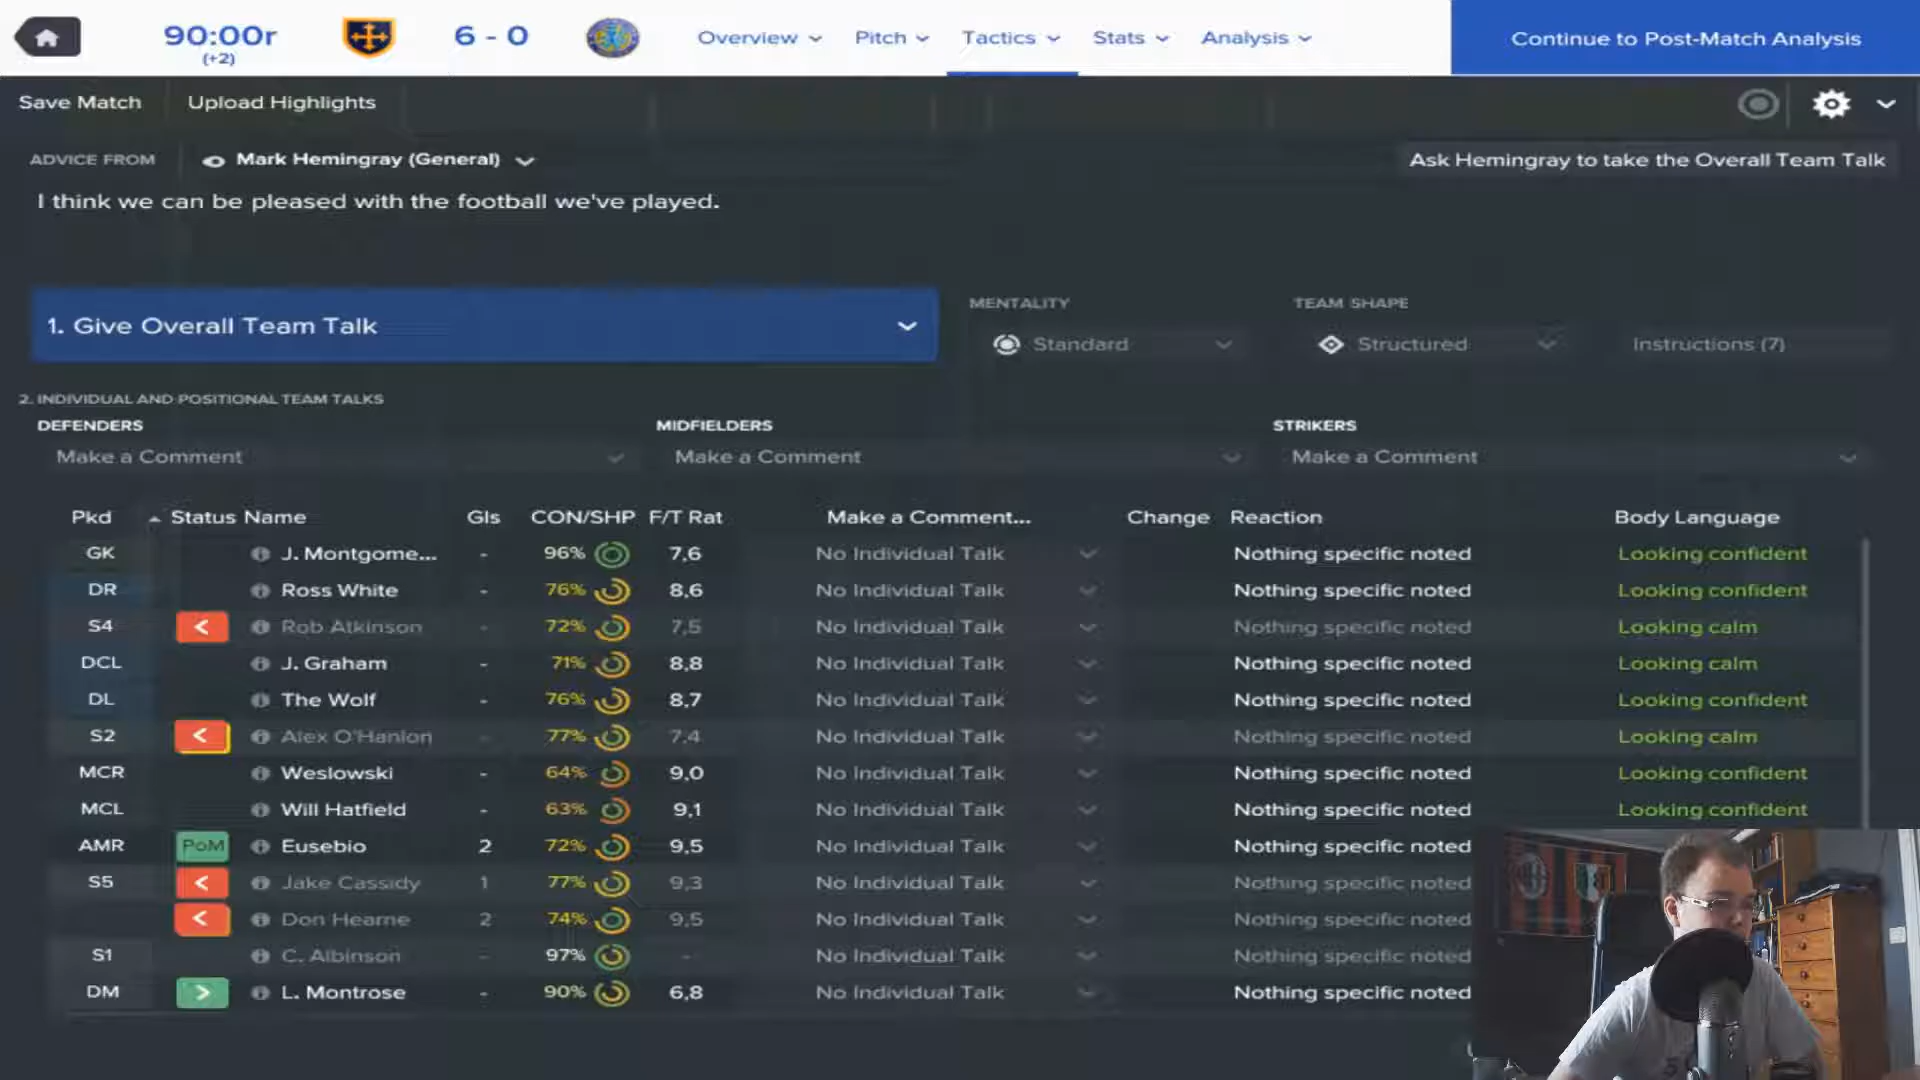 90:00r
(+2)
6 - 0
Overview
Pitch
Tactics
Stats
Analysis
Continue to Post-Match Analysis
Save Match
Upload Highlights
ADVICE FROM
Mark Hemingray (General)
Ask Hemingray to take the Overall Team Talk
I think we can be pleased with the football we've played.
1. Give Overall Team Talk
MENTALITY
TEAM SHAPE
Standard
Structured
Instructions (7)
2. INDIVIDUAL AND POSITIONAL TEAM TALKS
DEFENDERS
MIDFIELDERS
STRIKERS
Make a Comment
Make a Comment
Make a Comment
Pkd Status Name Gls CON/SHP F/T Rat Make a Comment... Change Reaction Body Language
GK J. Montgome... - 96% 7,6 No Individual Talk Nothing specific noted Looking confident
DR Ross White - 76% 8,6 No Individual Talk Nothing specific noted Looking confident
S4 Rob Atkinson - 72% 7,5 No Individual Talk Nothing specific noted Looking calm
DCL J. Graham - 71% 8,8 No Individual Talk Nothing specific noted Looking calm
DL The Wolf - 76% 8,7 No Individual Talk Nothing specific noted Looking confident
S2 Alex O'Hanlon - 77% 7,4 No Individual Talk Nothing specific noted Looking calm
MCR Weslowski - 64% 9,0 No Individual Talk Nothing specific noted Looking confident
MCL Will Hatfield - 63% 9,1 No Individual Talk Nothing specific noted Looking confident
AMR PoM Eusebio 2 72% 9,5 No Individual Talk Nothing specific noted
S5 Jake Cassidy 1 77% 9,3 No Individual Talk Nothing specific noted
Don Hearne 2 74% 9,5 No Individual Talk Nothing specific noted
S1 C. Albinson - 97% - No Individual Talk Nothing specific noted
DM L. Montrose - 90% 6,8 No Individual Talk Nothing specific noted